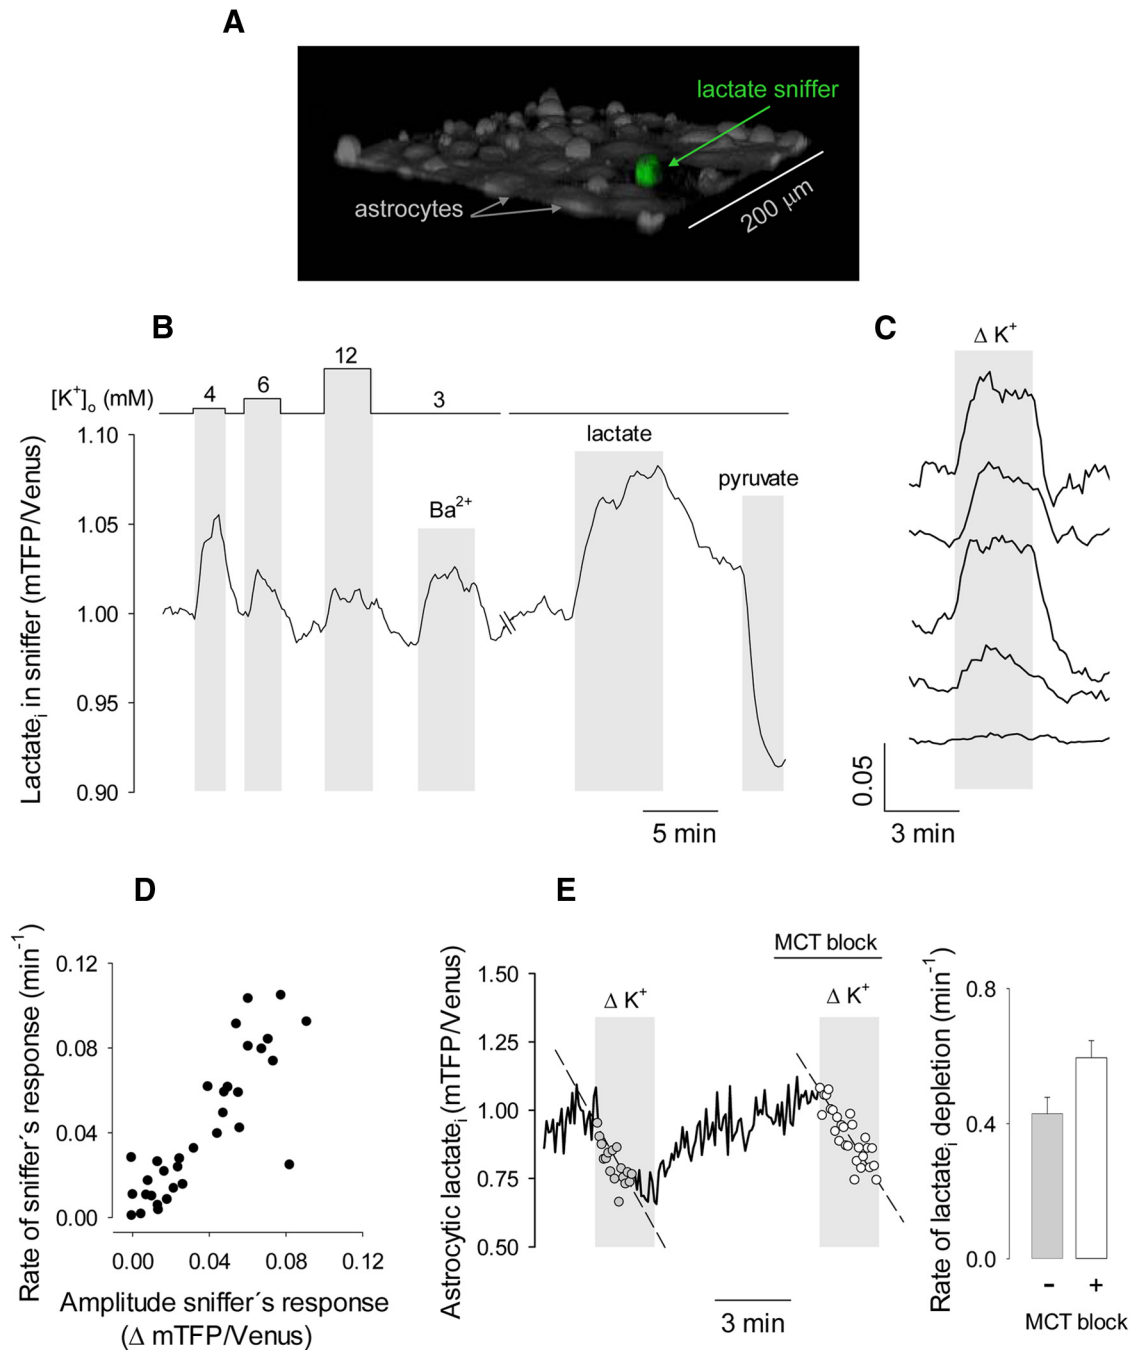 A
lactate sniffer
astrocytes
200 μm
B
[K⁺]ₒ (mM)
4
6
12
3
Lactateᵢ in sniffer (mTFP/Venus)
1.10
1.05
1.00
0.95
0.90
Ba²⁺
lactate
pyruvate
5 min
C
Δ K⁺
0.05
3 min
D
Rate of sniffer´s response (min⁻¹)
0.12
0.08
0.04
0.00
0.00 0.04 0.08 0.12
Amplitude sniffer´s response
(Δ mTFP/Venus)
E
Astrocytic lactateᵢ (mTFP/Venus)
1.50
1.25
1.00
0.75
0.50
Δ K⁺
MCT block
Δ K⁺
3 min
Rate of lactateᵢ depletion (min⁻¹)
0.8
0.4
0.0
- +
MCT block